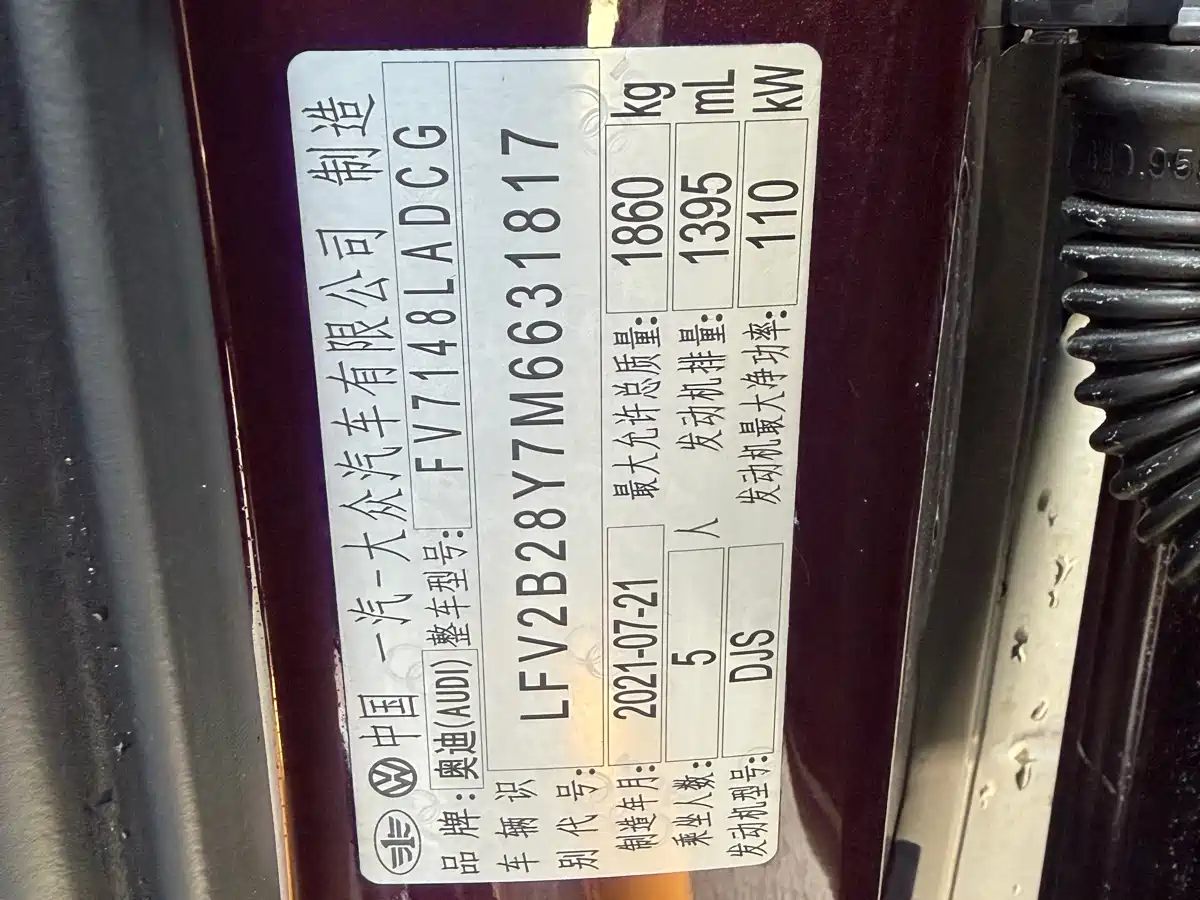 中国 一汽-大众汽车有限公司 制造
品牌: 奥迪(AUDI) 整车型号: FV7148LADCG
车辆识别代号: LFV2B28Y7M6631817
制造年月: 2021-07-21 最大允许总质量: 1860 kg
乘坐人数: 5 人 发动机排量: 1395 mL
发动机型号: DJS 发动机最大净功率: 110 kW